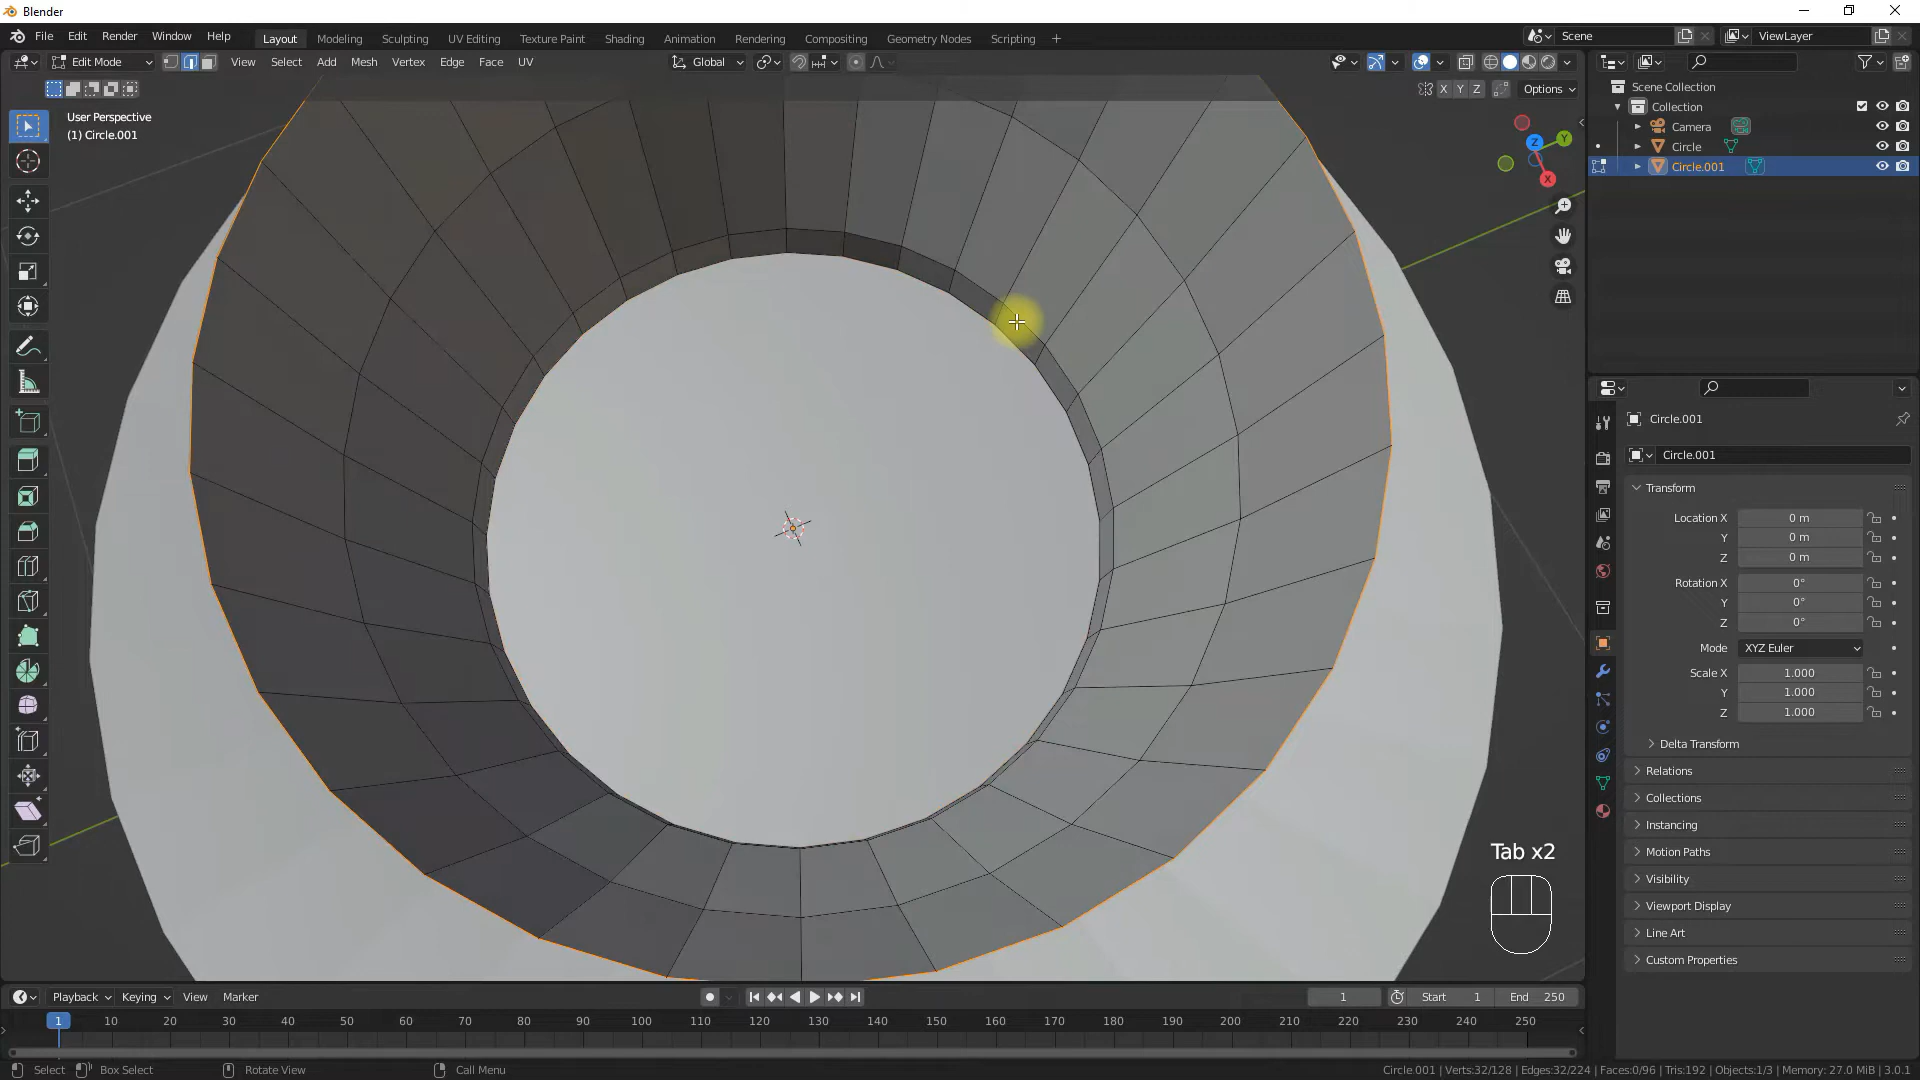 Blender
File Edit Render Window Help
Layout Modeling Sculpting UV Editing Texture Paint Shading Animation Rendering Compositing Geometry Nodes Scripting +
Scene ViewLayer
Edit Mode View Select Add Mesh Vertex Edge Face UV Global
X Y Z Options
User Perspective
(1) Circle.001
Z Y X
Scene Collection
Collection
Camera
Circle
Circle.001
Circle.001
Circle.001
Transform
Location X 0 m
Y 0 m
Z 0 m
Rotation X 0°
Y 0°
Z 0°
Mode XYZ Euler
Scale X 1.000
Y 1.000
Z 1.000
Delta Transform
Relations
Collections
Instancing
Motion Paths
Visibility
Viewport Display
Line Art
Custom Properties
Tab x2
Playback Keying View Marker 1 Start 1 End 250
1 10 20 30 40 50 60 70 80 90 100 110 120 130 140 150 160 170 180 190 200 210 220 230 240 250
Select Box Select Rotate View Call Menu Circle.001 | Verts:32/128 | Edges:32/224 | Faces:0/96 | Tris:192 | Objects:1/3 | Memory: 27.0 MiB | 3.0.1